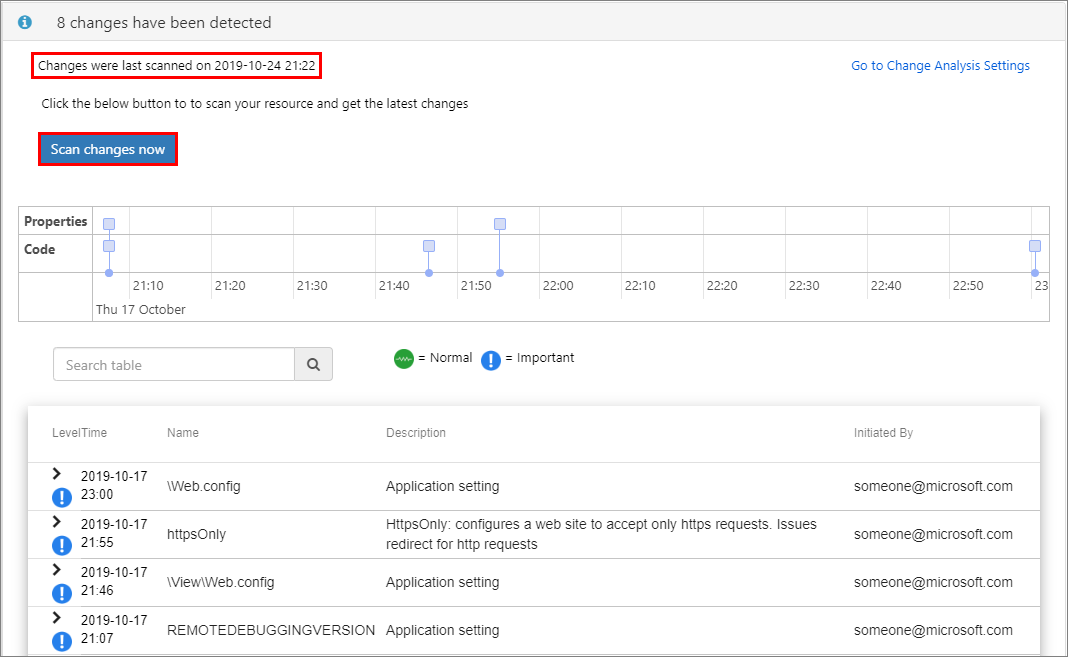 8 changes have been detected
Changes were last scanned on 2019-10-24 21:22
Go to Change Analysis Settings
Click the below button to to scan your resource and get the latest changes
Scan changes now
Properties
Code
21:10 21:20 21:30 21:40 21:50 22:00 22:10 22:20 22:30 22:40 22:50 23
Thu 17 October
Search table
= Normal
= Important
LevelTime Name Description Initiated By
2019-10-17
23:00
\Web.config
Application setting
someone@microsoft.com
2019-10-17
21:55
httpsOnly
HttpsOnly: configures a web site to accept only https requests. Issues
redirect for http requests
someone@microsoft.com
2019-10-17
21:46
\View\Web.config
Application setting
someone@microsoft.com
2019-10-17
21:07
REMOTEDEBUGGINGVERSION
Application setting
someone@microsoft.com